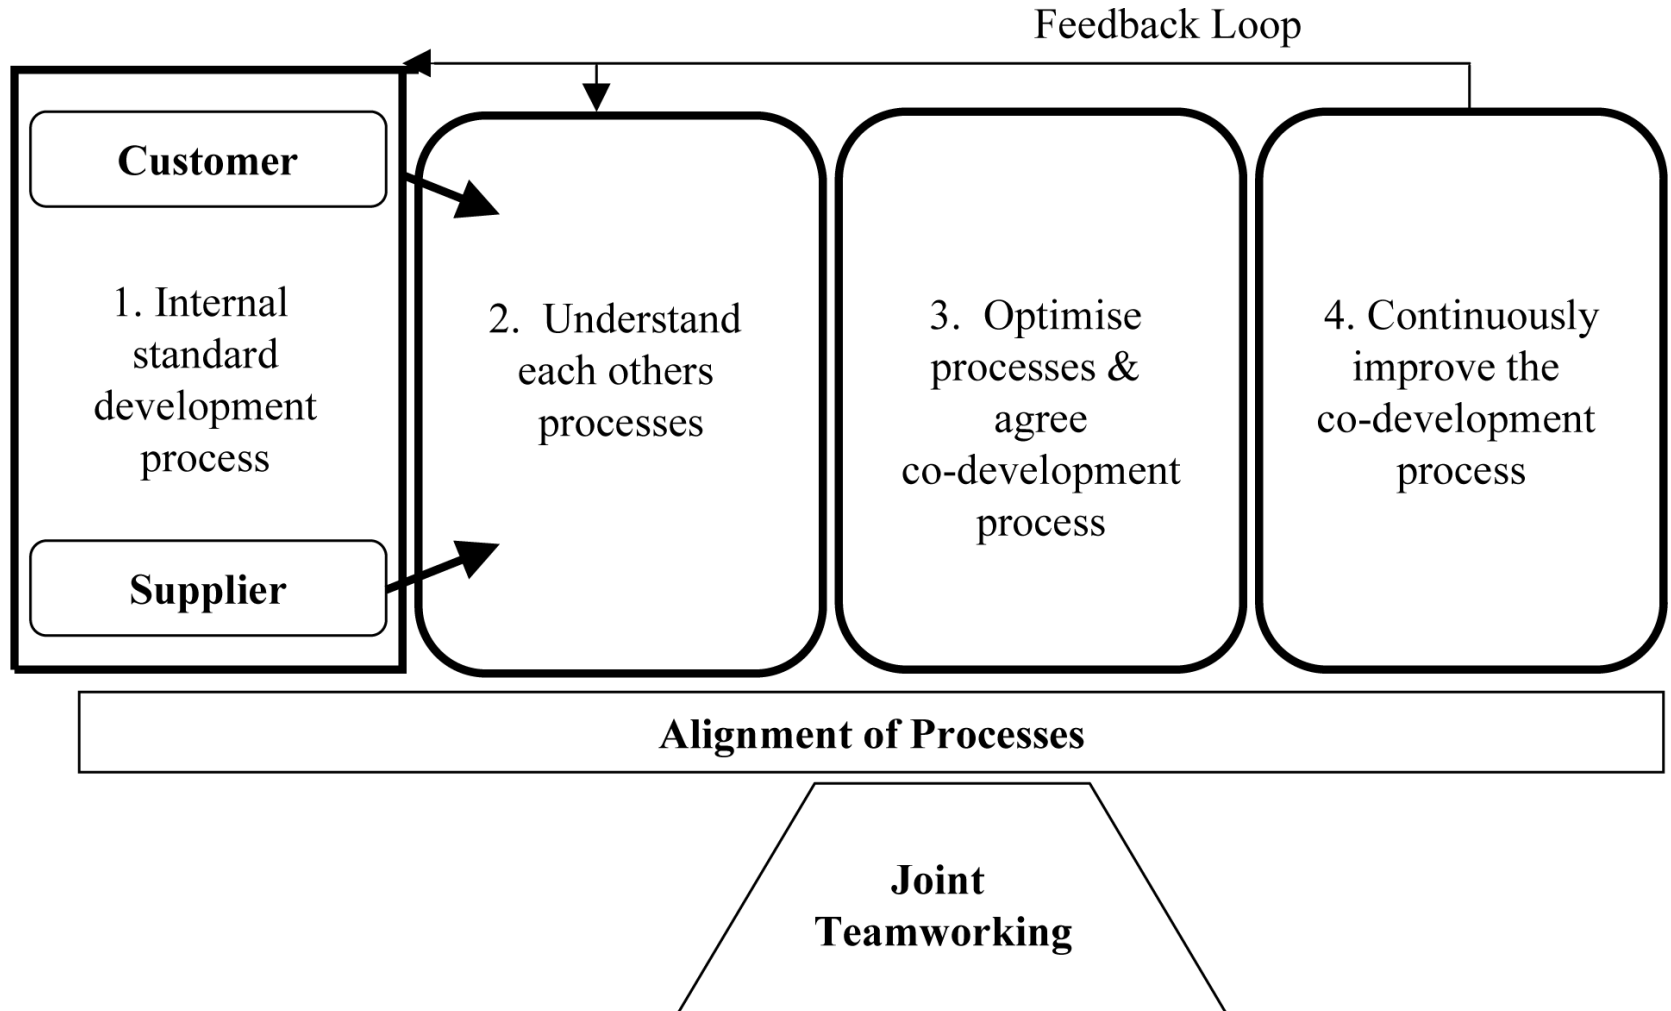 Feedback Loop
Customer
1. Internal
standard
development
process
Supplier
2. Understand
each others
processes
3. Optimise
processes &
agree
co-development
process
4. Continuously
improve the
co-development
process
Alignment of Processes
Joint
Teamworking